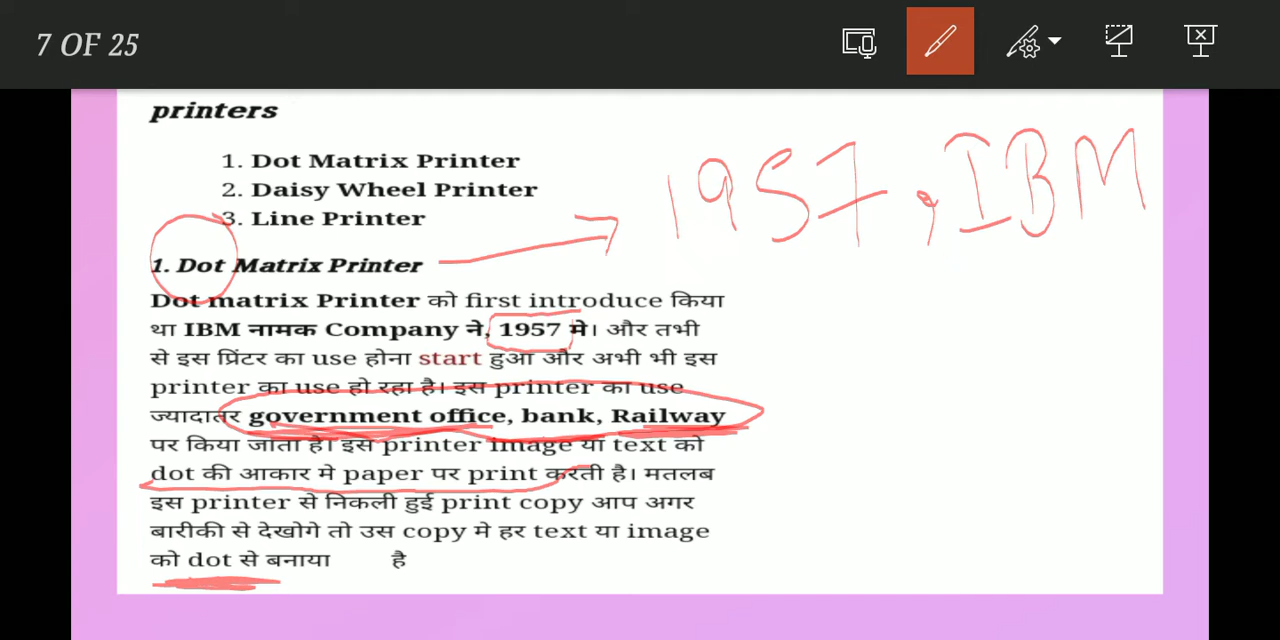 7 OF 25
printers
1. Dot Matrix Printer
2. Daisy Wheel Printer
3. Line Printer
1957, IBM
1. Dot Matrix Printer
Dot matrix Printer को first introduce किया
था IBM नामक Company ने, 1957 मे। और तभी
से इस प्रिंटर का use होना start हुआ और अभी भी इस
printer का use हो रहा है। इस printer का use
ज्यादातर government office, bank, Railway
पर किया जाता है। इस printer image या text को
dot की आकार मे paper पर print करती है। मतलब
इस printer से निकली हुई print copy आप अगर
बारीकी से देखोगे तो उस copy मे हर text या image
को dot से बनाया है